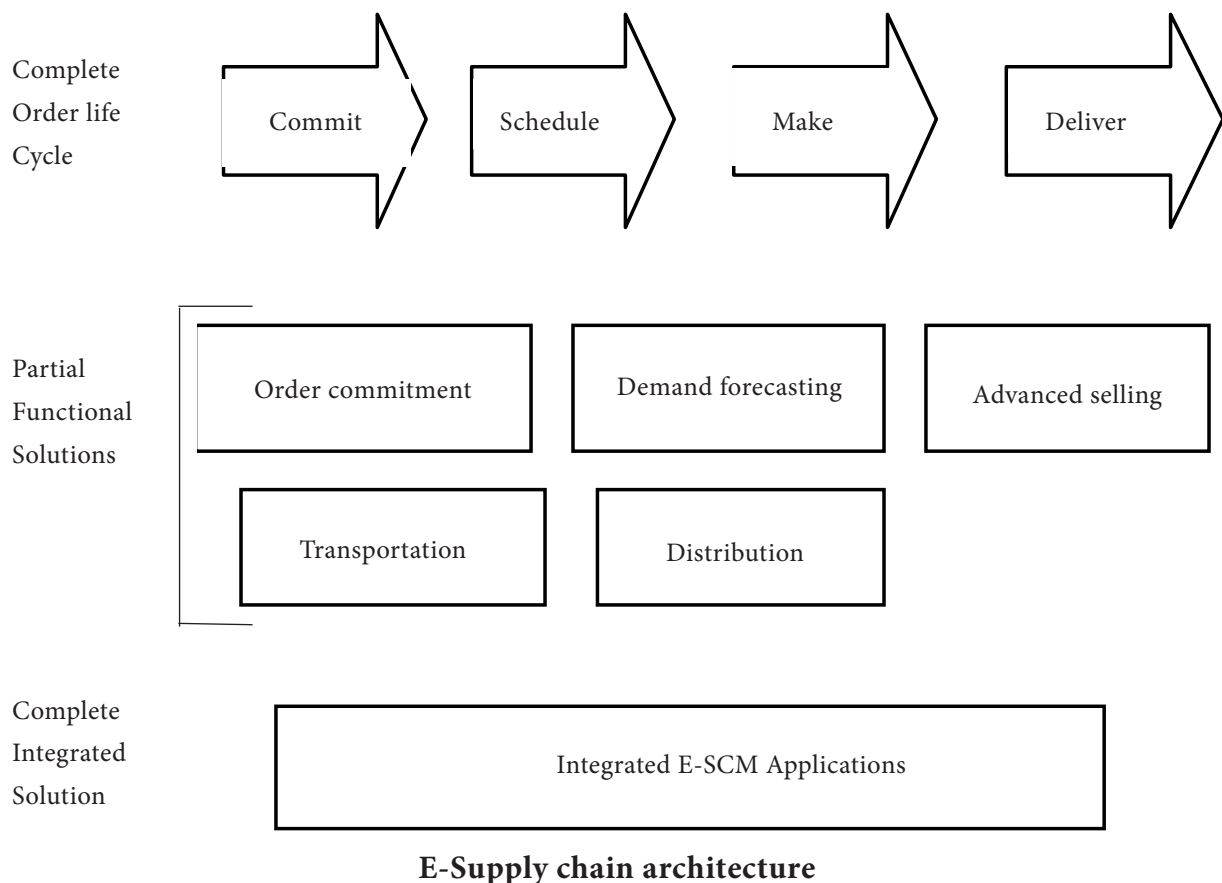 Complete
Order life
Cycle
Commit
Schedule
Make
Deliver
Partial
Functional
Solutions
Order commitment
Demand forecasting
Advanced selling
Transportation
Distribution
Complete
Integrated
Solution
Integrated E-SCM Applications
E-Supply chain architecture